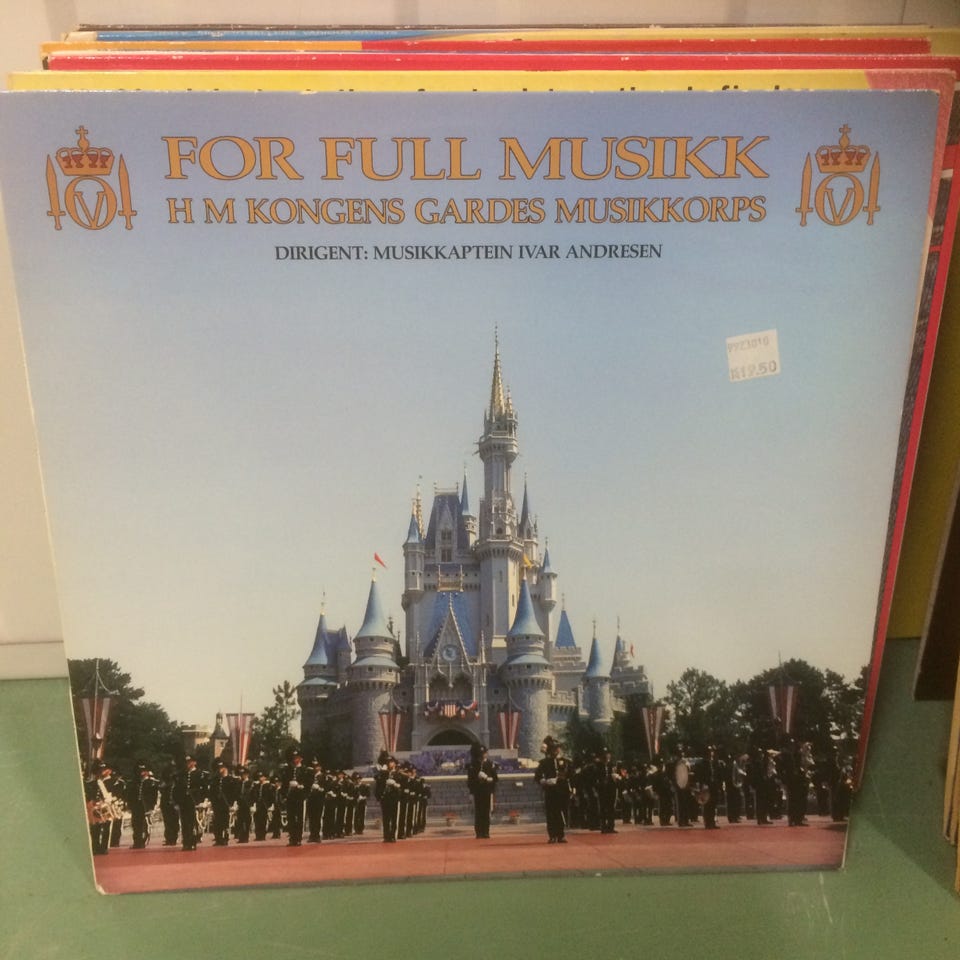 FOR FULL MUSIKK
H M KONGENS GARDES MUSIKKORPS
DIRIGENT: MUSIKKAPTEIN IVAR ANDRESEN